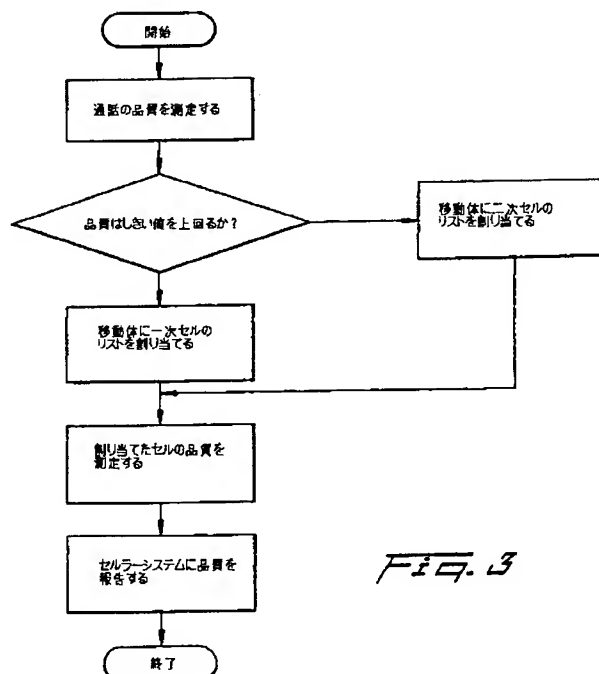 開始
通話の品質を測定する
品質はしきい値を上回るか?
移動体に二次セルの
リストを割り当てる
移動体に一次セルの
リストを割り当てる
割り当てたセルの品質を
測定する
セルラーシステムに品質を
報告する
終了
Fig. 3